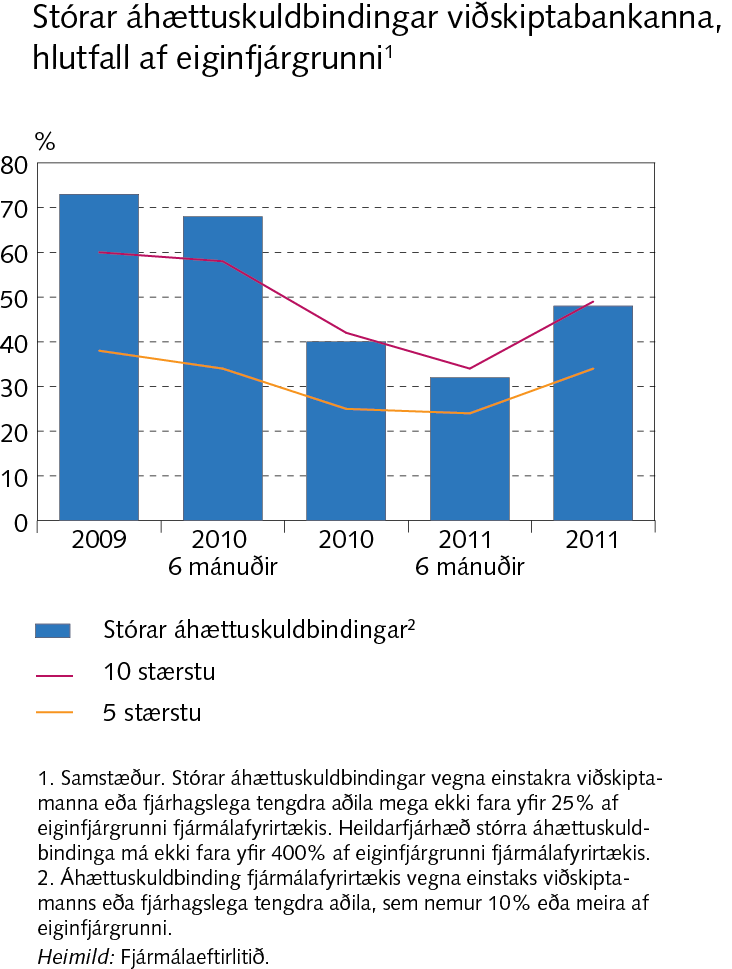 Stórar áhættuskuldbindingar viðskiptabankanna,
hlutfall af eiginfjárgrunni¹
%
80
70
60
50
40
30
20
10
0
2009 2010 2010 2011 2011
6 mánuðir 6 mánuðir
Stórar áhættuskuldbindingar²
10 stærstu
5 stærstu
1. Samstæður. Stórar áhættuskuldbindingar vegna einstakra viðskipta-
manna eða fjárhagslega tengdra aðila mega ekki fara yfir 25% af
eiginfjárgrunni fjármálafyrirtækis. Heildarfjárhæð stórra áhættuskuld-
bindinga má ekki fara yfir 400% af eiginfjárgrunni fjármálafyrirtækis.
2. Áhættuskuldbinding fjármálafyrirtækis vegna einstaks viðskipta-
manns eða fjárhagslega tengdra aðila, sem nemur 10% eða meira af
eiginfjárgrunni.
Heimild: Fjármálaeftirlitið.